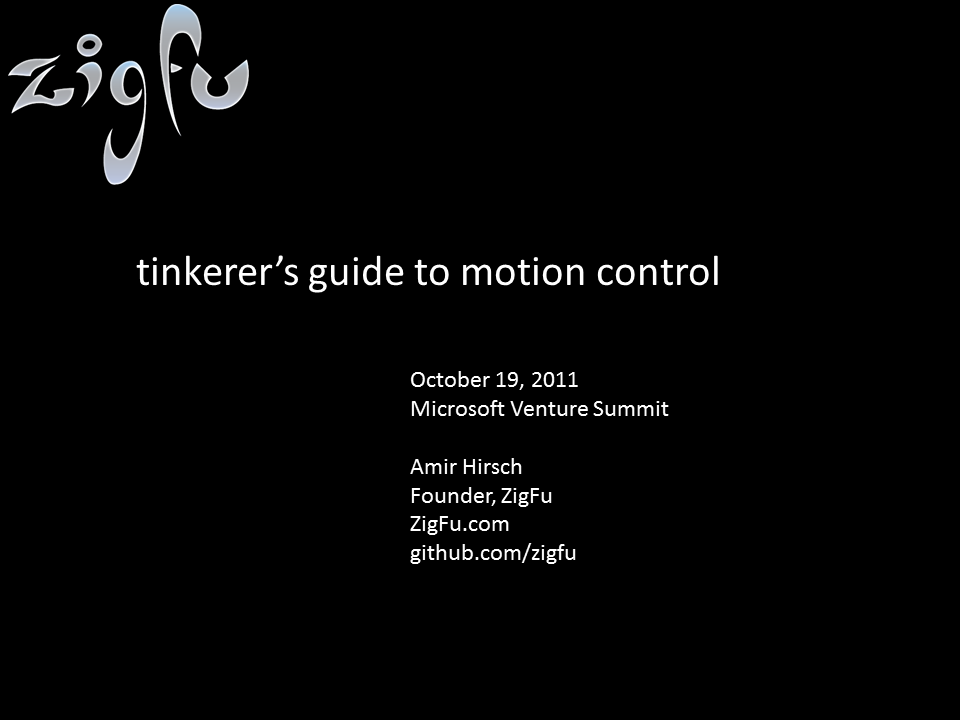 zigfu
tinkerer’s guide to motion control
October 19, 2011
Microsoft Venture Summit
Amir Hirsch
Founder, ZigFu
ZigFu.com
github.com/zigfu